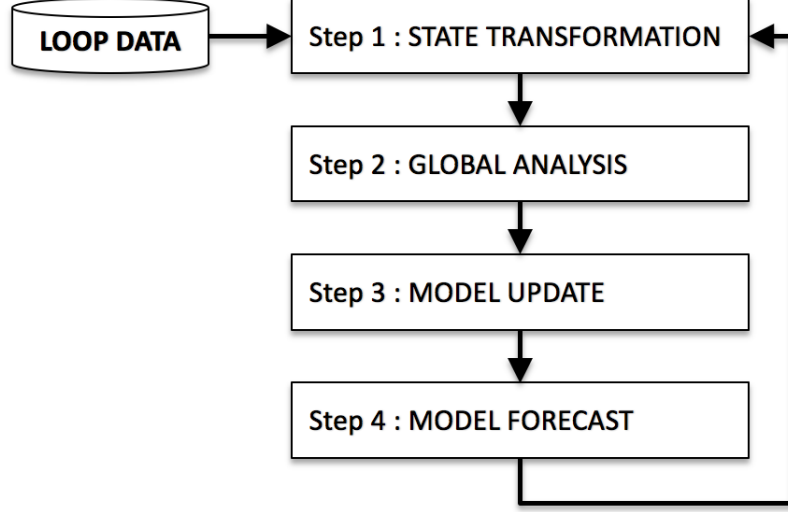 LOOP DATA
Step 1 : STATE TRANSFORMATION
Step 2 : GLOBAL ANALYSIS
Step 3 : MODEL UPDATE
Step 4 : MODEL FORECAST